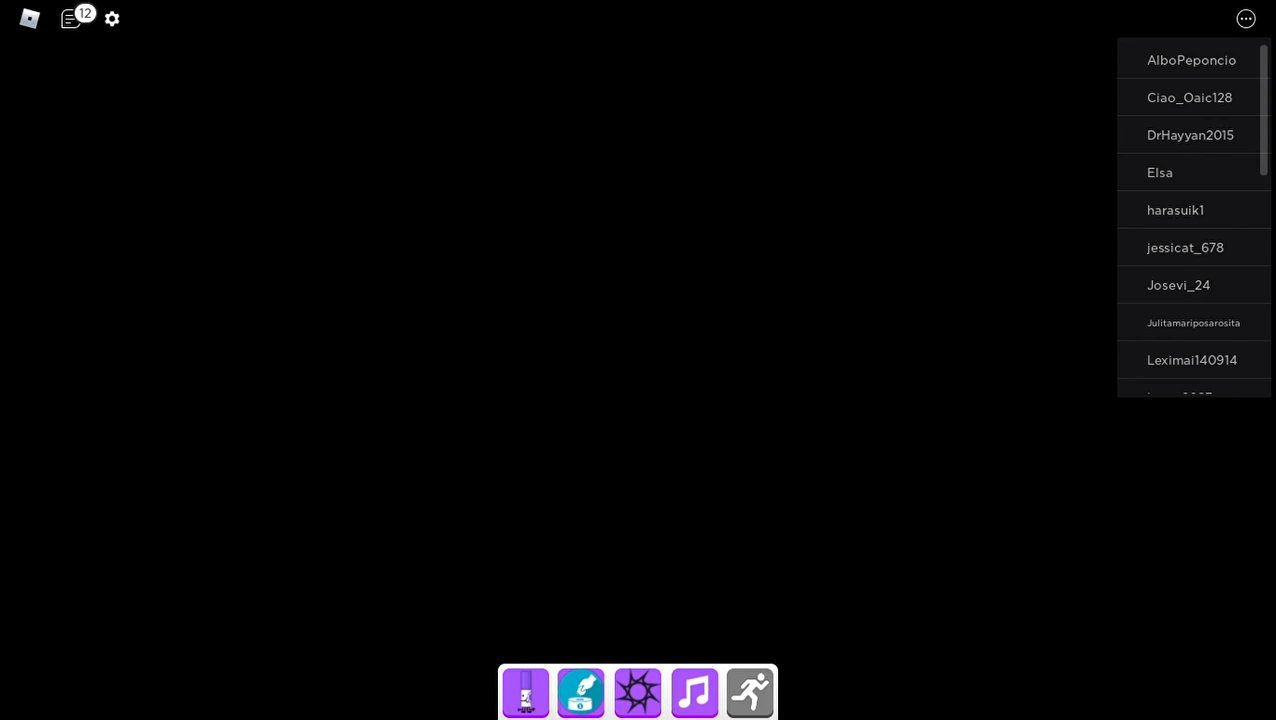 12
AlboPeponcio
Ciao_Oaic128
DrHayyan2015
Elsa
harasuik1
jessicat_678
Josevi_24
Julitamariposarosita
Leximai140914